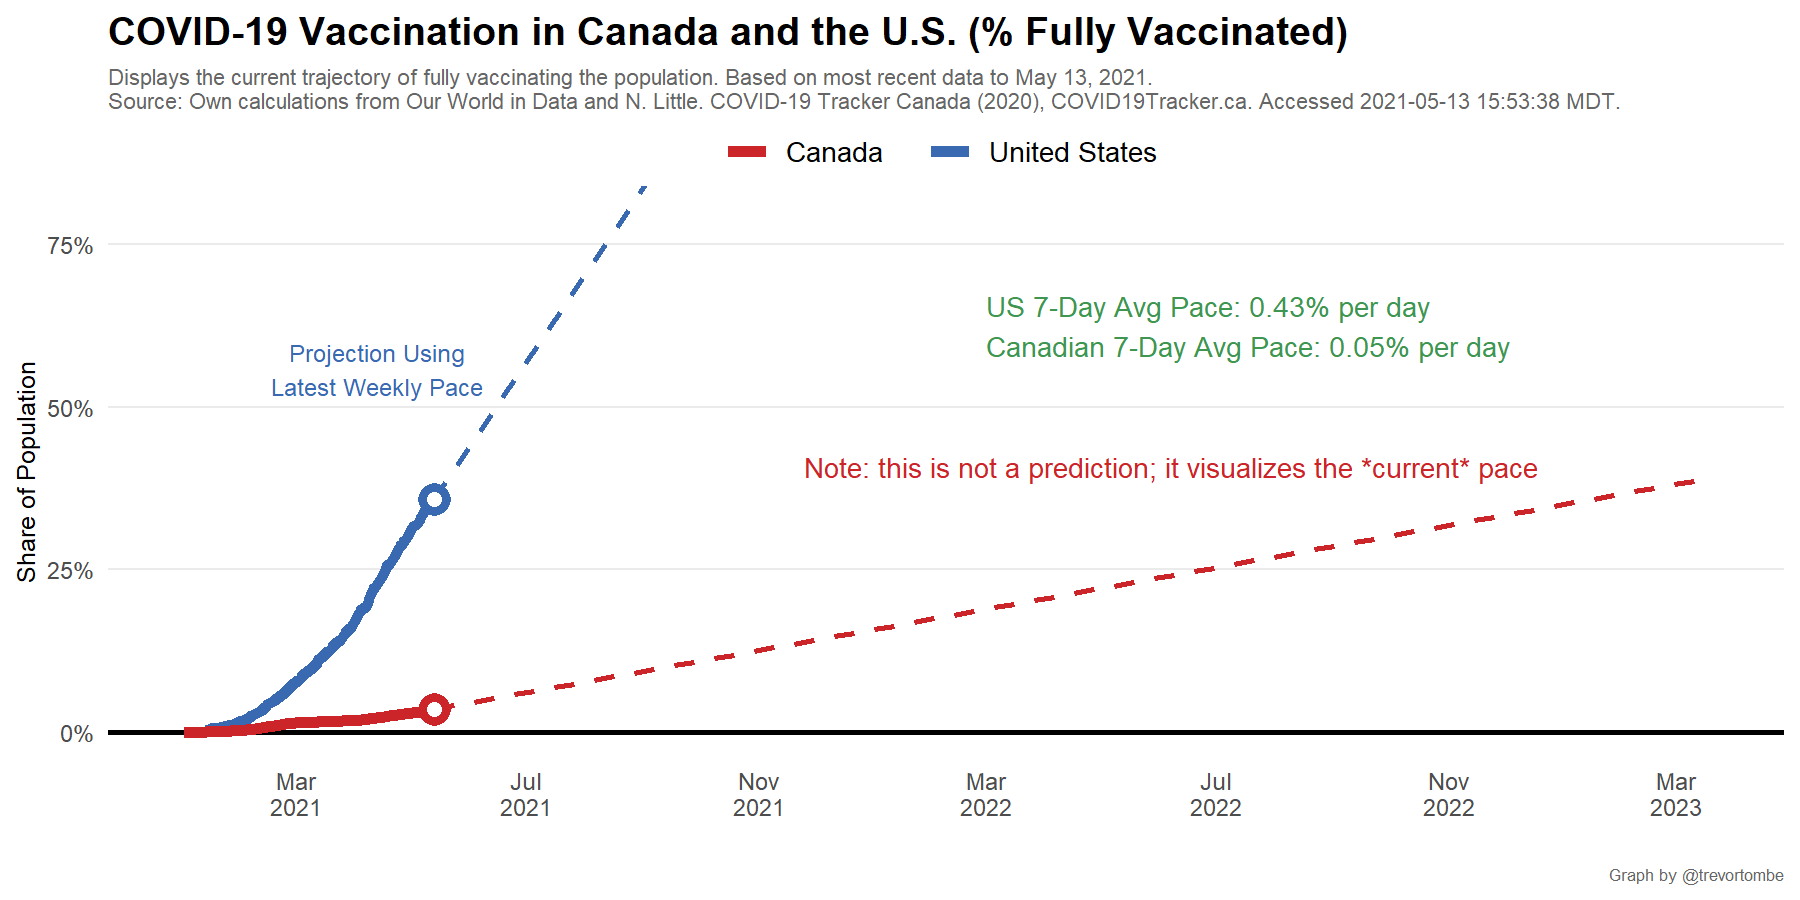 COVID-19 Vaccination in Canada and the U.S. (% Fully Vaccinated)
Displays the current trajectory of fully vaccinating the population. Based on most recent data to May 13, 2021.
Source: Own calculations from Our World in Data and N. Little. COVID-19 Tracker Canada (2020), COVID19Tracker.ca. Accessed 2021-05-13 15:53:38 MDT.
Canada
United States
Share of Population
75%
50%
25%
0%
US 7-Day Avg Pace: 0.43% per day
Canadian 7-Day Avg Pace: 0.05% per day
Projection Using
Latest Weekly Pace
Note: this is not a prediction; it visualizes the *current* pace
Mar
2021
Jul
2021
Nov
2021
Mar
2022
Jul
2022
Nov
2022
Mar
2023
Graph by @trevortombe